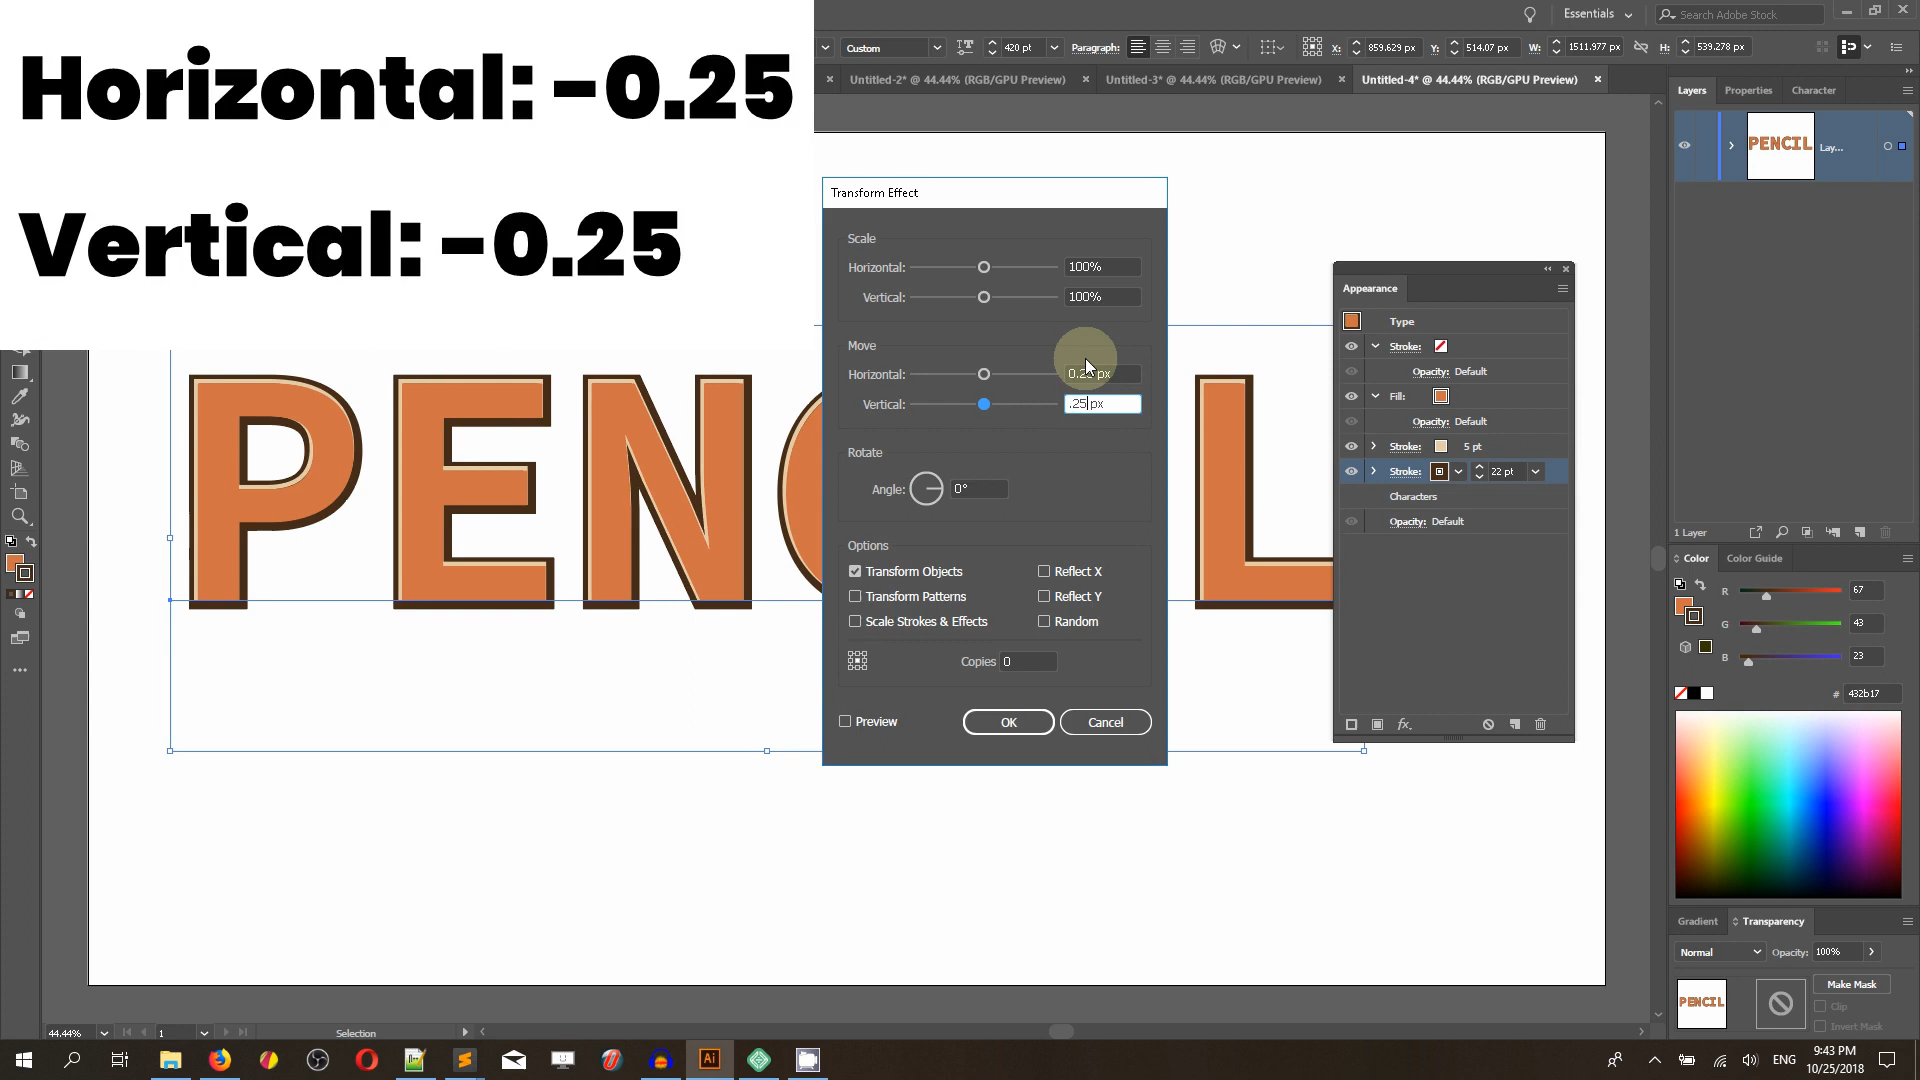 Horizontal: -0.25
Vertical: -0.25
Essentials
Search Adobe Stock
Custom
420 pt
Paragraph:
X: 859.629 px
Y: 514.07 px
W: 1511.977 px
H: 539.278 px
Untitled-2* @ 44.44% (RGB/GPU Preview)
Untitled-3* @ 44.44% (RGB/GPU Preview)
Untitled-4* @ 44.44% (RGB/GPU Preview)
Layers
Properties
Character
PENCIL
Lay...
Transform Effect
Scale
Horizontal: 100%
Vertical: 100%
Move
Horizontal:
Vertical: .25 px
Rotate
Angle: 0°
Options
Transform Objects
Reflect X
Transform Patterns
Reflect Y
Scale Strokes & Effects
Random
Copies 0
Preview
OK
Cancel
PEN
L
Appearance
Type
Stroke:
Opacity: Default
Fill:
Opacity: Default
Stroke: 5 pt
Stroke: 22 pt
Characters
Opacity: Default
fx
1 Layer
Color
Color Guide
R 67
G 43
B 23
# 432b17
Gradient
Transparency
Normal
Opacity: 100%
PENCIL
Make Mask
Clip
Invert Mask
44.44%
1
Selection
Ai
ENG
9:43 PM
10/25/2018